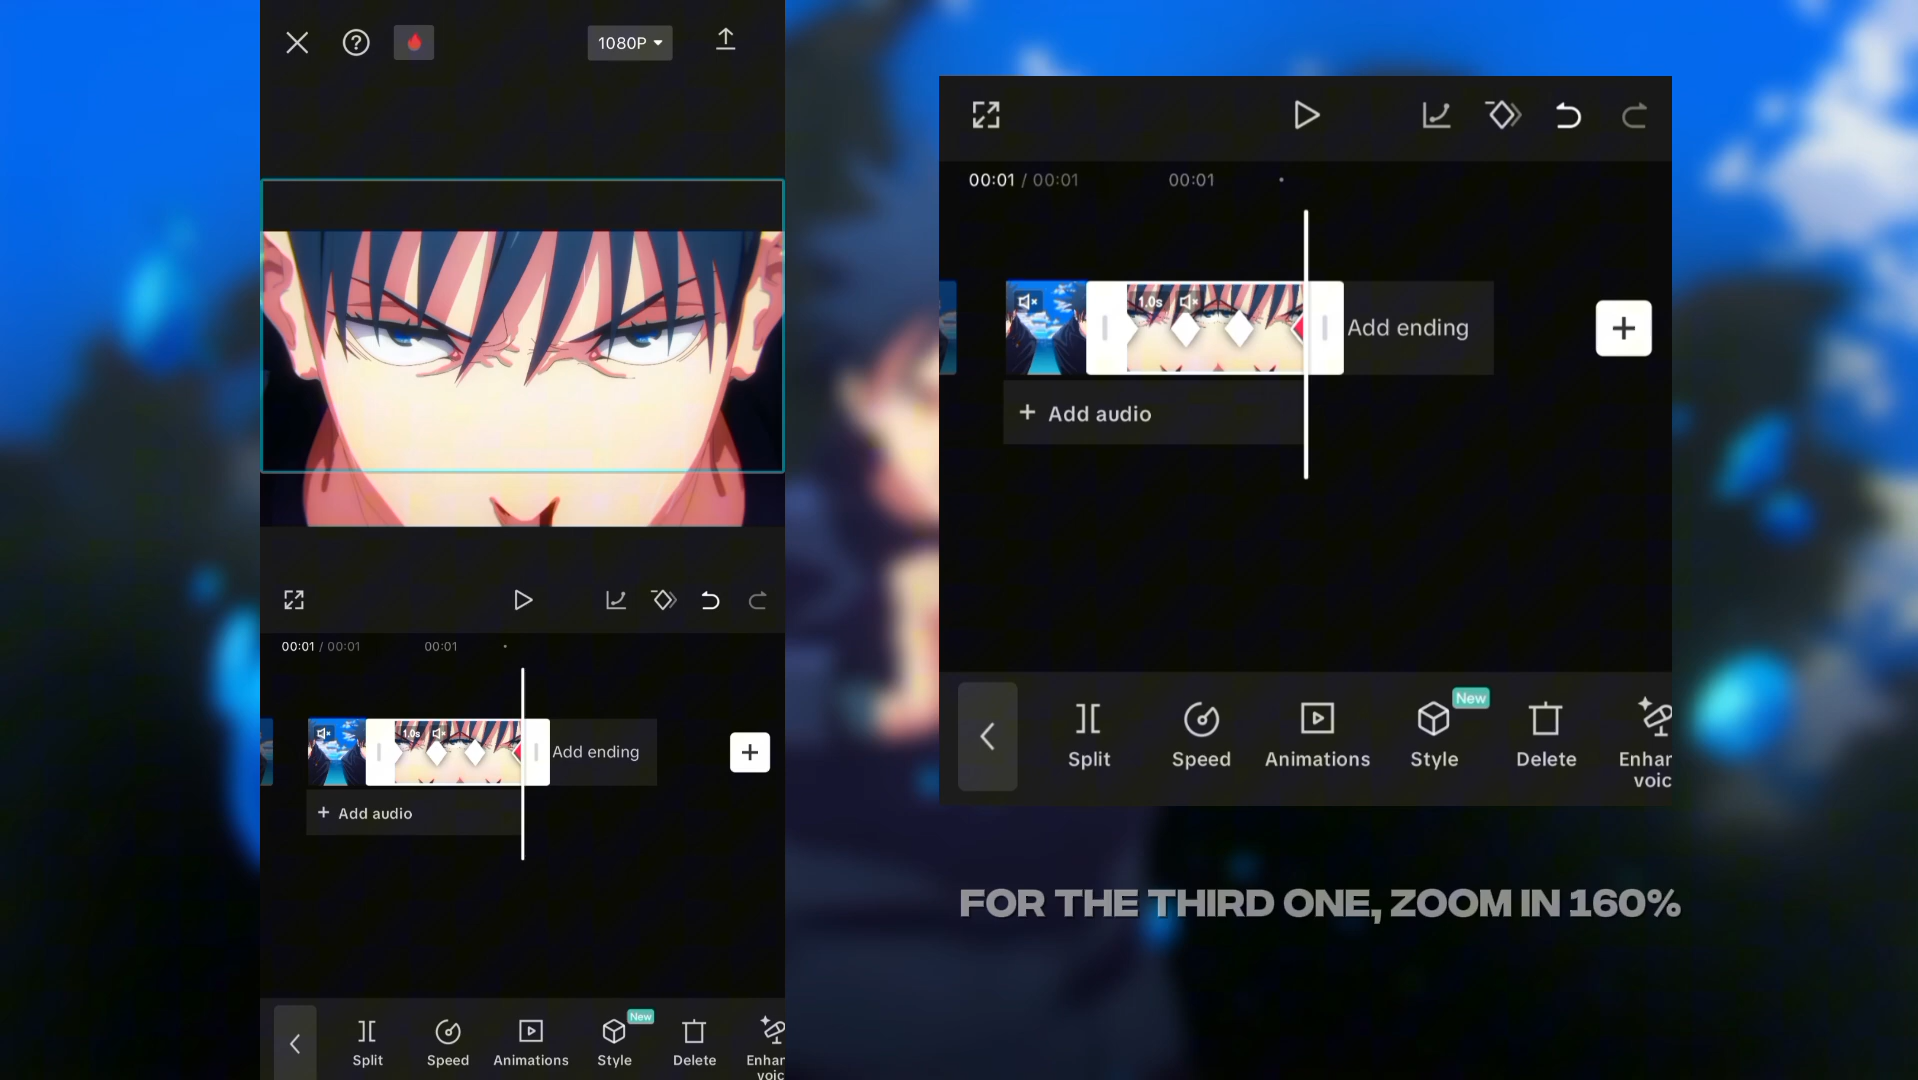 1080P
00:01 / 00:01 00:01
1.0s
Add ending
+ Add audio
Split Speed Animations Style New Delete Enhan
voic
00:01 / 00:01 00:01
1.0s
Add ending
+ Add audio
Split Speed Animations Style New Delete Enhan
voic
FOR THE THIRD ONE, ZOOM IN 160%